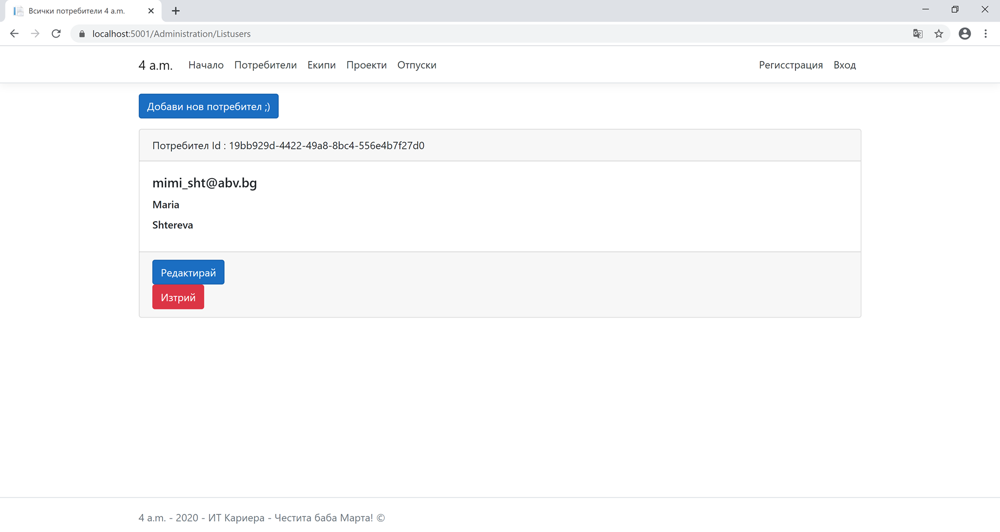 Всички потребители 4 a.m.
localhost:5001/Administration/Listusers
4 a.m. Начало Потребители Екипи Проекти Отпуски Регисстрация Вход
Добави нов потребител ;)
Потребител Id : 19bb929d-4422-49a8-8bc4-556e4b7f27d0
mimi_sht@abv.bg
Maria
Shtereva
Редактирай
Изтрий
4 a.m. - 2020 - ИТ Кариера - Честита баба Марта! ©